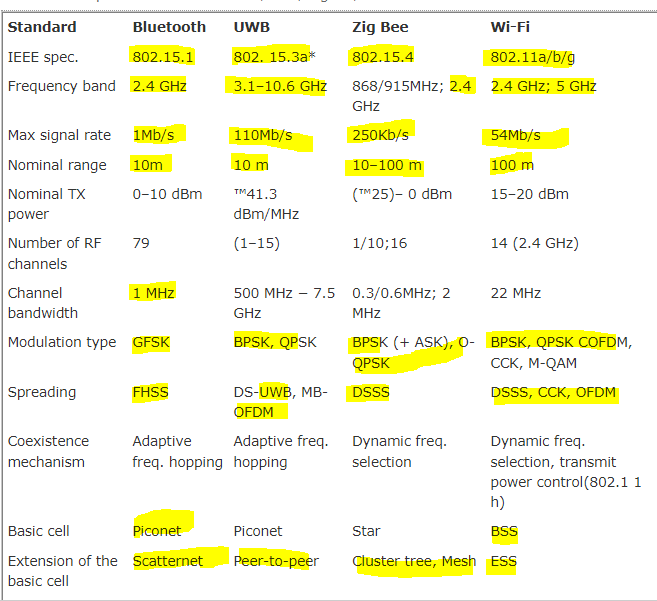 Standard Bluetooth UWB Zig Bee Wi-Fi
IEEE spec. 802.15.1 802. 15.3a* 802.15.4 802.11a/b/g
Frequency band 2.4 GHz 3.1–10.6 GHz 868/915MHz; 2.4 2.4 GHz; 5 GHz
GHz
Max signal rate 1Mb/s 110Mb/s 250Kb/s 54Mb/s
Nominal range 10m 10 m 10–100 m 100 m
Nominal TX 0–10 dBm ™41.3 (™25)– 0 dBm 15–20 dBm
power dBm/MHz
Number of RF 79 (1–15) 1/10;16 14 (2.4 GHz)
channels
Channel 1 MHz 500 MHz − 7.5 0.3/0.6MHz; 2 22 MHz
bandwidth GHz MHz
Modulation type GFSK BPSK, QPSK BPSK (+ ASK), O- BPSK, QPSK COFDM,
QPSK CCK, M-QAM
Spreading FHSS DS-UWB, MB- DSSS DSSS, CCK, OFDM
OFDM
Coexistence Adaptive Adaptive freq. Dynamic freq. Dynamic freq.
mechanism freq. hopping hopping selection selection, transmit
power control(802.1 1
h)
Basic cell Piconet Piconet Star BSS
Extension of the Scatternet Peer-to-peer Cluster tree, Mesh ESS
basic cell